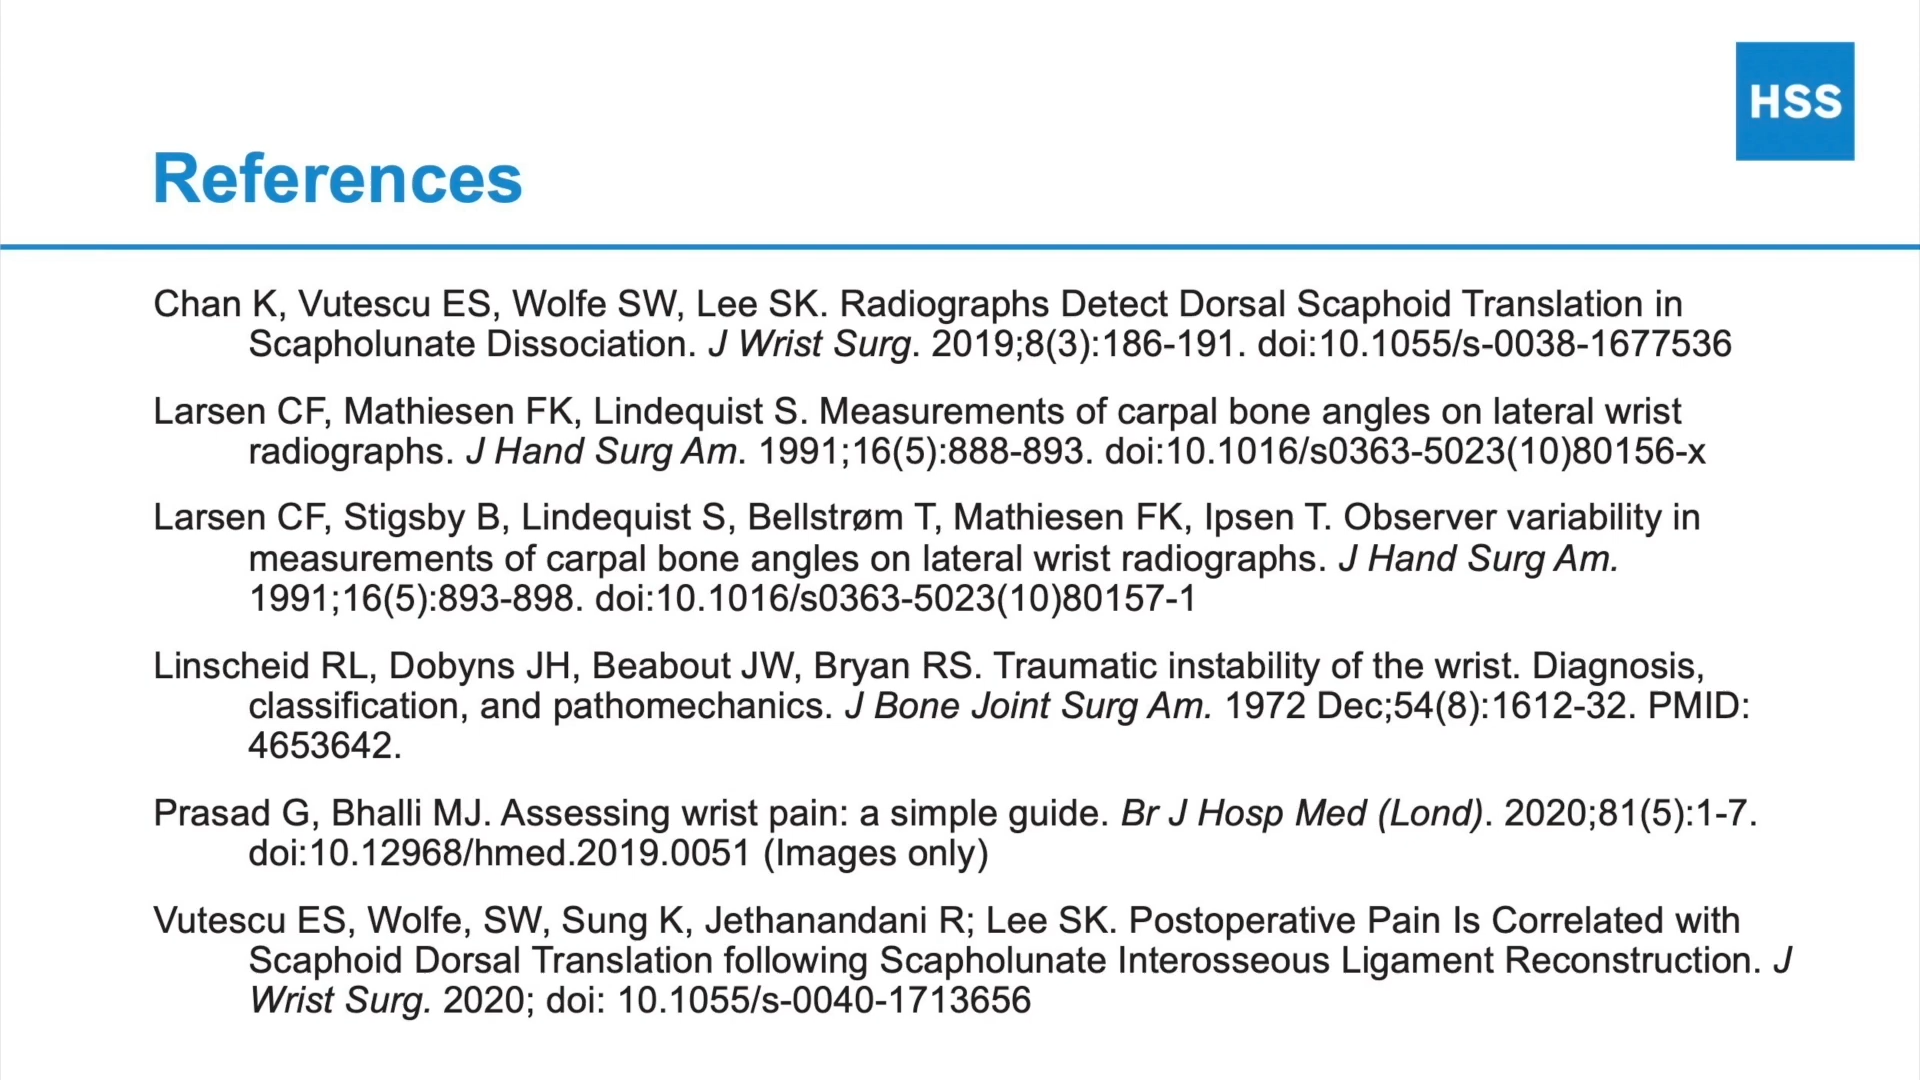 HSS
References
Chan K, Vutescu ES, Wolfe SW, Lee SK. Radiographs Detect Dorsal Scaphoid Translation in
Scapholunate Dissociation. J Wrist Surg. 2019;8(3):186-191. doi:10.1055/s-0038-1677536
Larsen CF, Mathiesen FK, Lindequist S. Measurements of carpal bone angles on lateral wrist
radiographs. J Hand Surg Am. 1991;16(5):888-893. doi:10.1016/s0363-5023(10)80156-x
Larsen CF, Stigsby B, Lindequist S, Bellstrøm T, Mathiesen FK, Ipsen T. Observer variability in
measurements of carpal bone angles on lateral wrist radiographs. J Hand Surg Am.
1991;16(5):893-898. doi:10.1016/s0363-5023(10)80157-1
Linscheid RL, Dobyns JH, Beabout JW, Bryan RS. Traumatic instability of the wrist. Diagnosis,
classification, and pathomechanics. J Bone Joint Surg Am. 1972 Dec;54(8):1612-32. PMID:
4653642.
Prasad G, Bhalli MJ. Assessing wrist pain: a simple guide. Br J Hosp Med (Lond). 2020;81(5):1-7.
doi:10.12968/hmed.2019.0051 (Images only)
Vutescu ES, Wolfe, SW, Sung K, Jethanandani R; Lee SK. Postoperative Pain Is Correlated with
Scaphoid Dorsal Translation following Scapholunate Interosseous Ligament Reconstruction. J
Wrist Surg. 2020; doi: 10.1055/s-0040-1713656